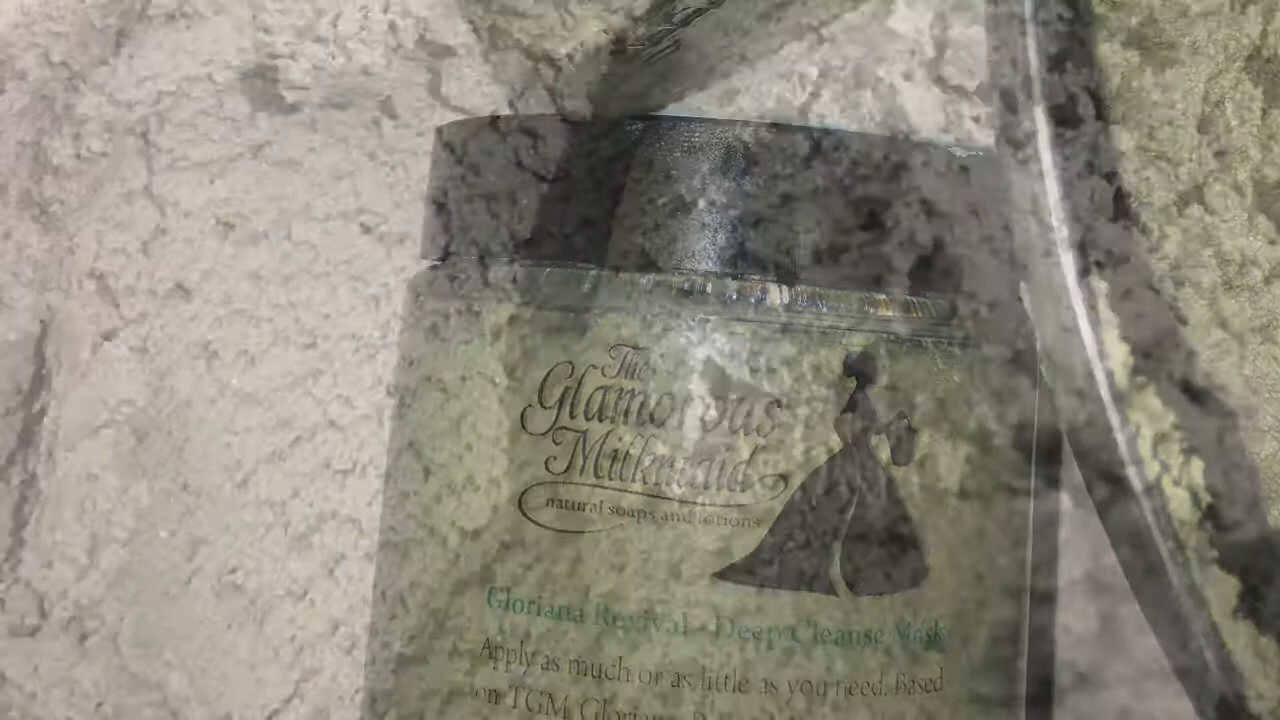 The
Glamorous
Milkmaid
natural soaps and lotions
Gloriana Revival - Deep Cleanse Mask
Apply as much or as little as you need. Based
on TGM Gloriana